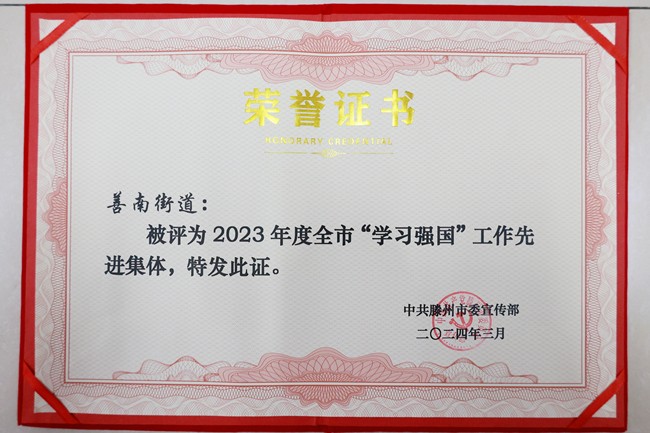 荣誉证书
HONORARY CREDENTIAL
善南街道：
被评为2023年度全市“学习强国”工作先
进集体，特发此证。
中共滕州市委宣传部
二〇二四年三月